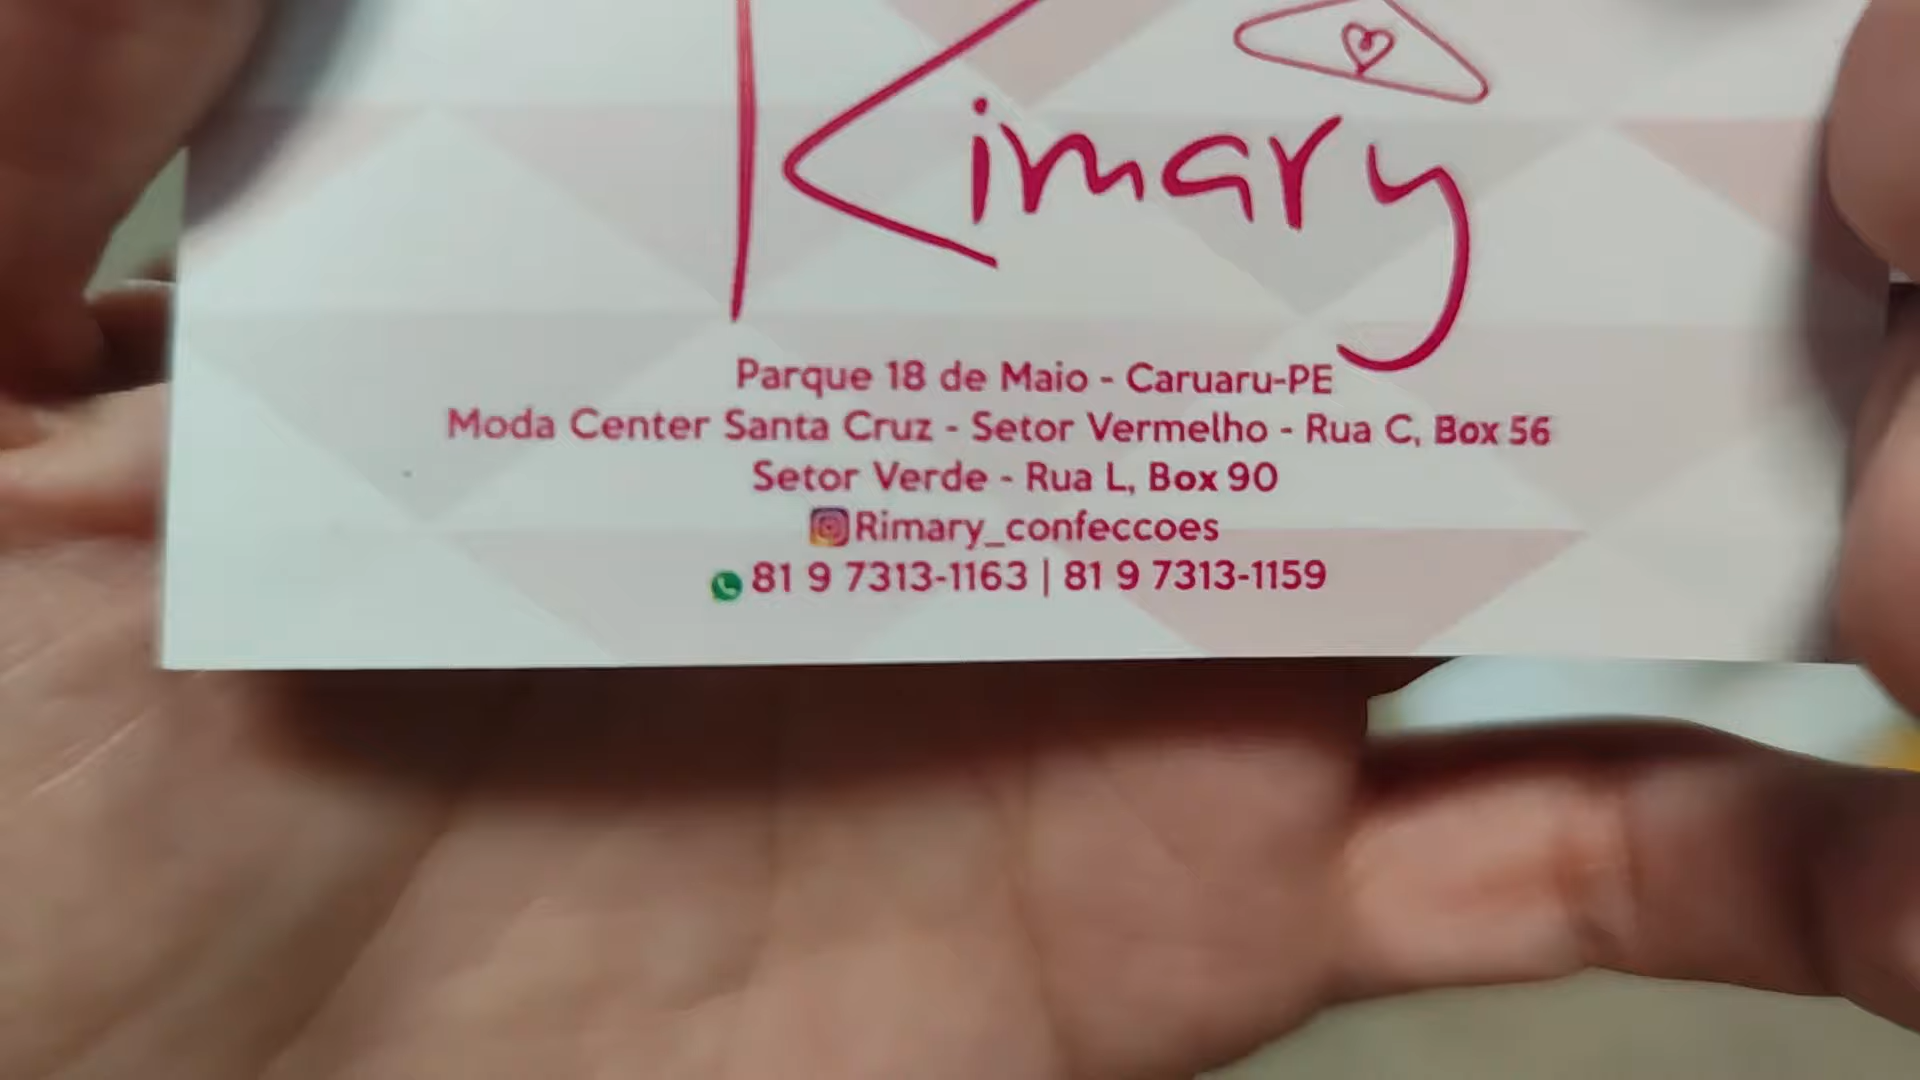 Rimary
Parque 18 de Maio - Caruaru-PE
Moda Center Santa Cruz - Setor Vermelho - Rua C, Box 56
Setor Verde - Rua L, Box 90
Rimary_confeccoes
81 9 7313-1163 | 81 9 7313-1159